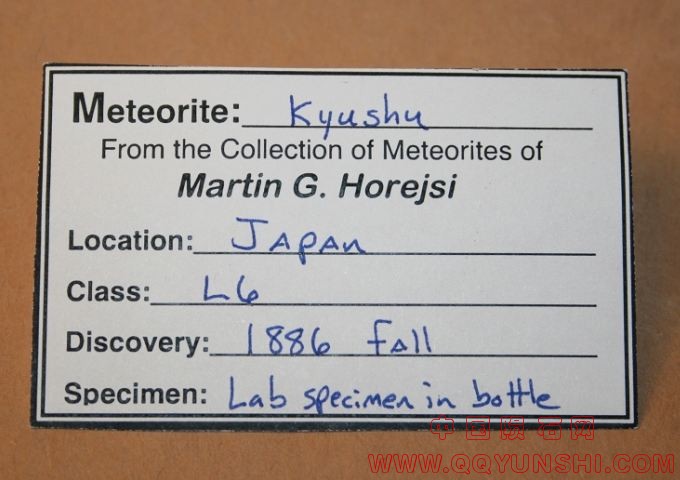 Meteorite: Kyushu
From the Collection of Meteorites of
Martin G. Horejsi
Location: Japan
Class: L6
Discovery: 1886 fall
Specimen: Lab specimen in bottle
中国陨石网
WWW.QQYUNSHI.COM